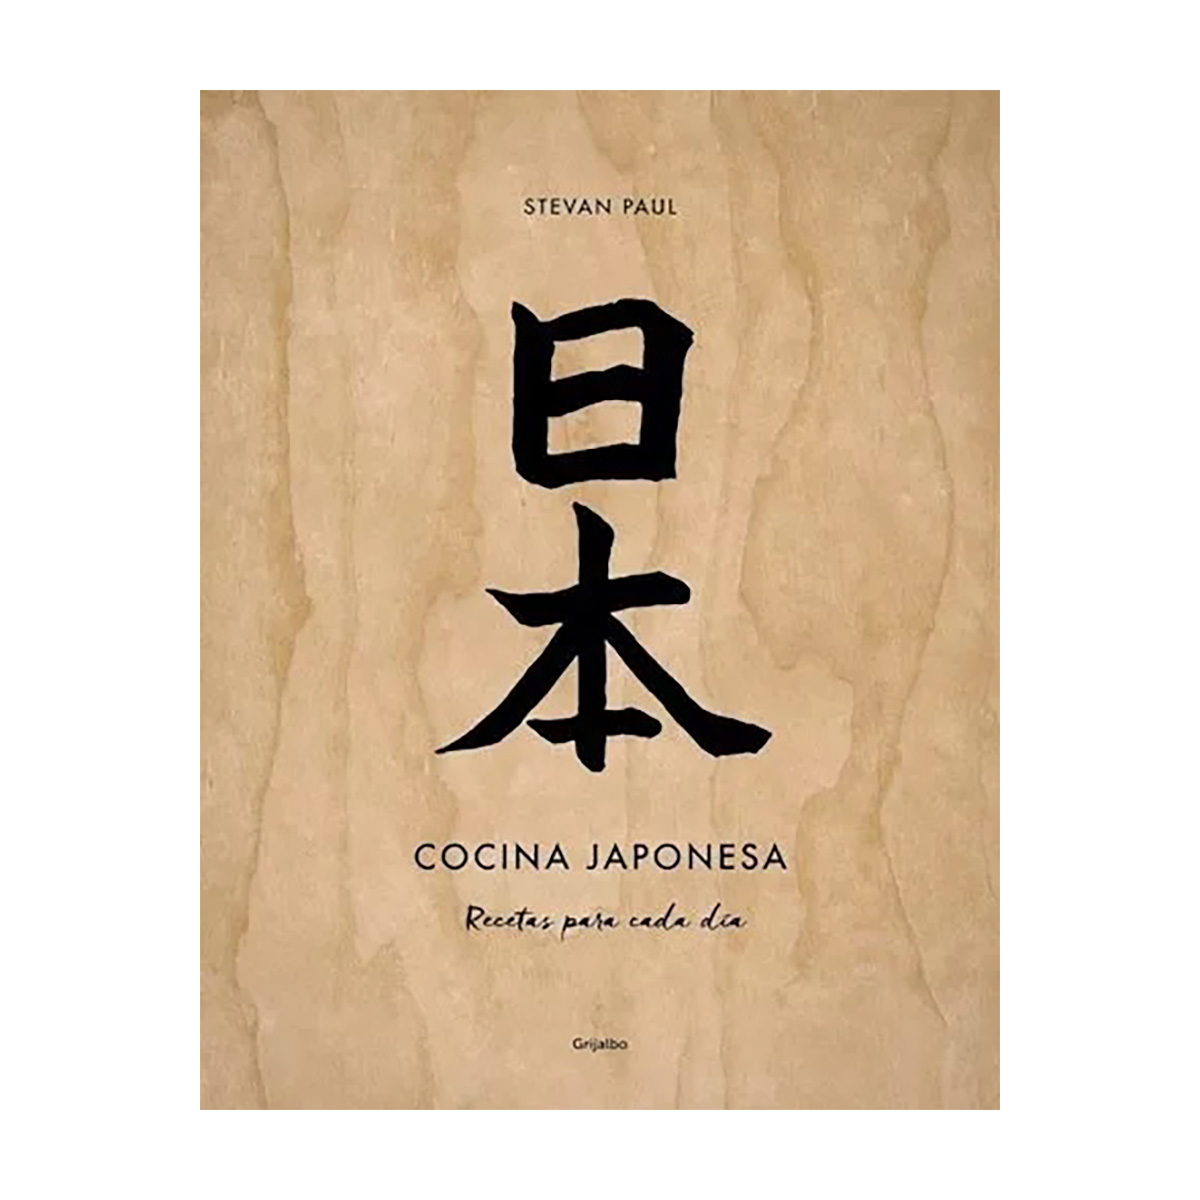 STEVAN PAUL
日本
COCINA JAPONESA
Recetas para cada día
Grijalbo